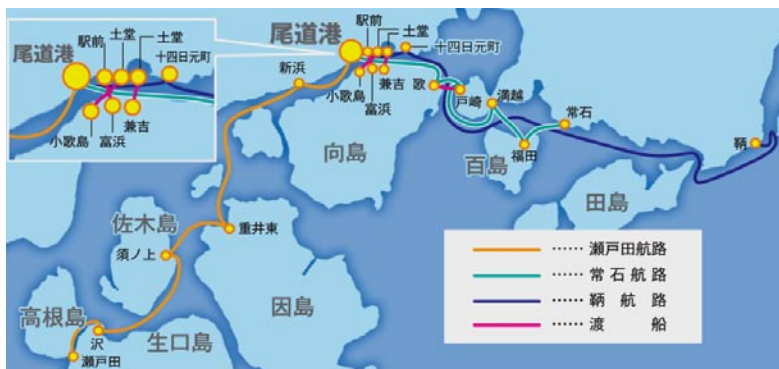 尾道港
駅前
土堂
土堂
十四日元町
小歌島
富浜
兼吉
尾道港
駅前
土堂
十四日元町
新浜
小歌島
富浜
兼吉
歌
戸崎
満越
常石
鞆
向島
百島
福田
田島
佐木島
須ノ上
重井東
因島
高根島
沢
瀬戸田
生口島
……瀬戸田航路
……常石航路
……鞆航路
……渡船